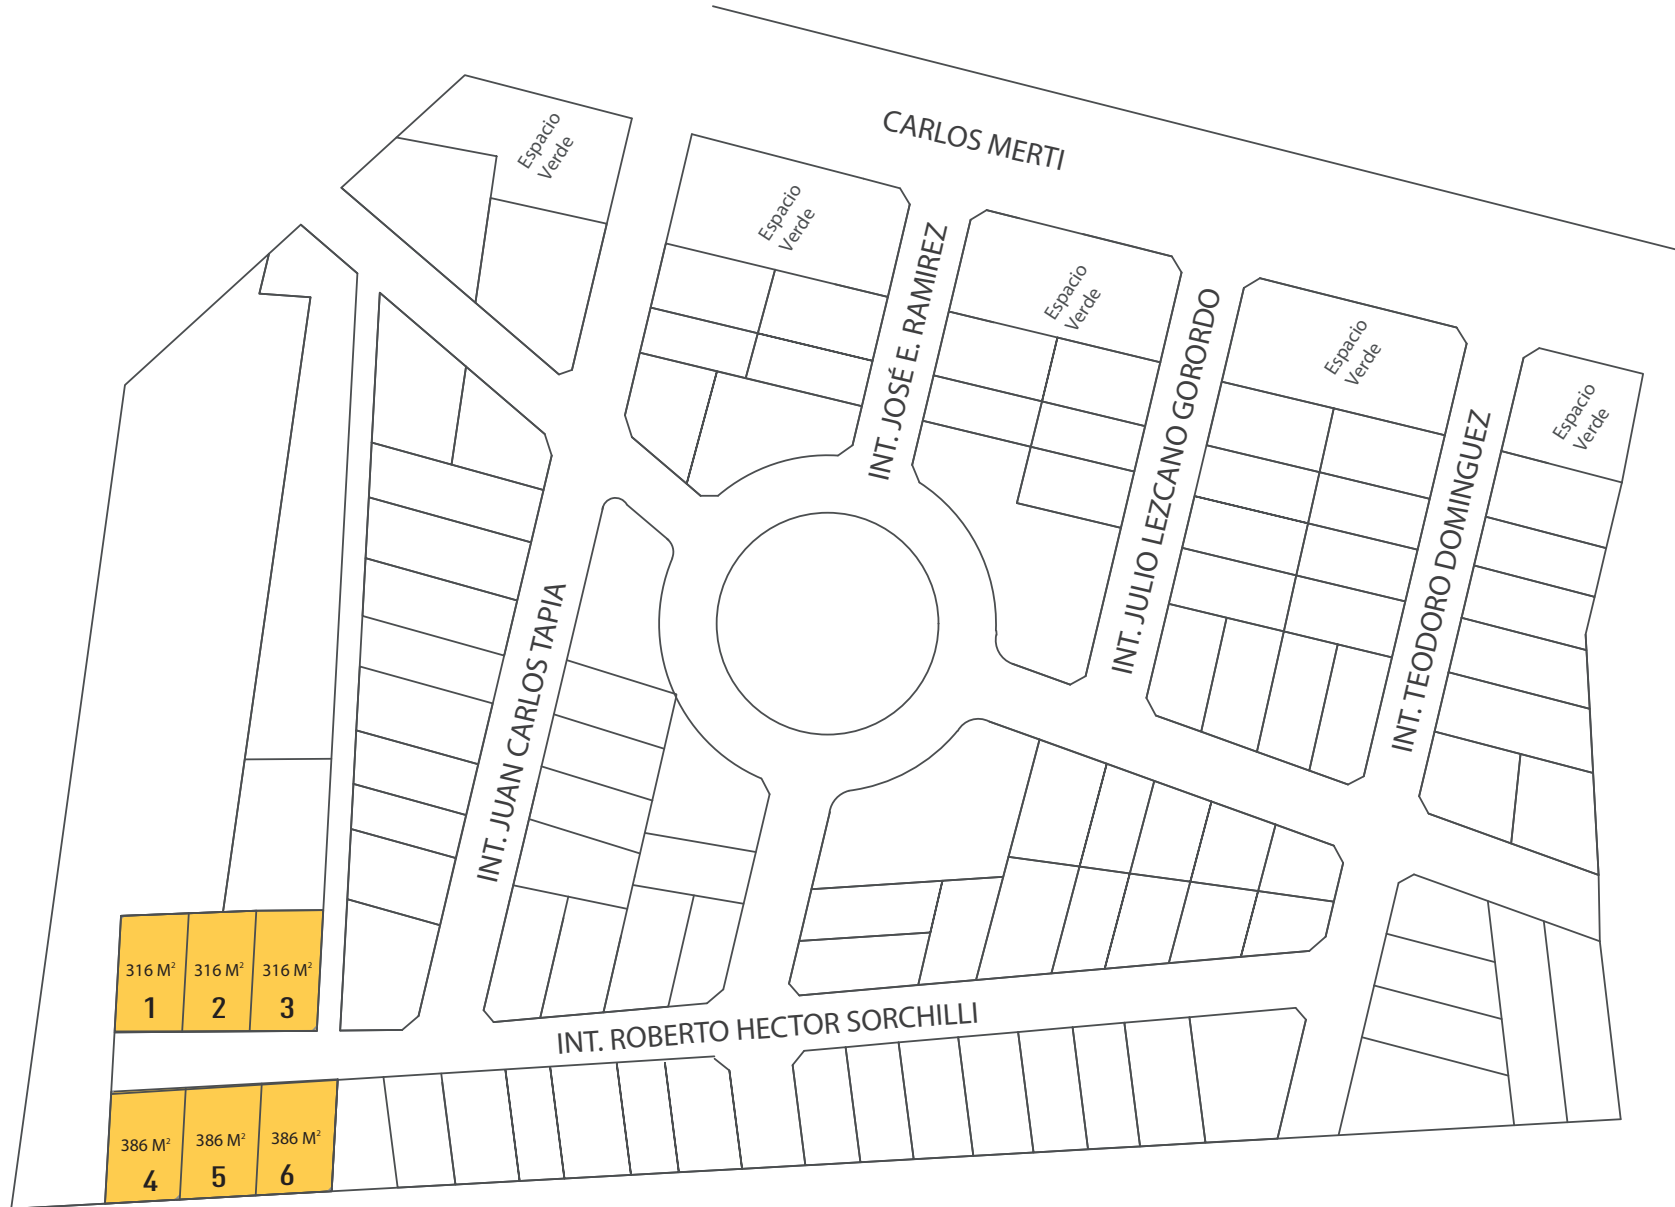 CARLOS MERTI
Espacio
Verde
Espacio
Verde
Espacio
Verde
Espacio
Verde
Espacio
Verde
INT. JOSÉ E. RAMIREZ
INT. JULIO LEZCANO GORORDO
INT. TEODORO DOMINGUEZ
INT. JUAN CARLOS TAPIA
316 M²
316 M²
316 M²
1
2
3
INT. ROBERTO HECTOR SORCHILLI
386 M²
386 M²
386 M²
4
5
6